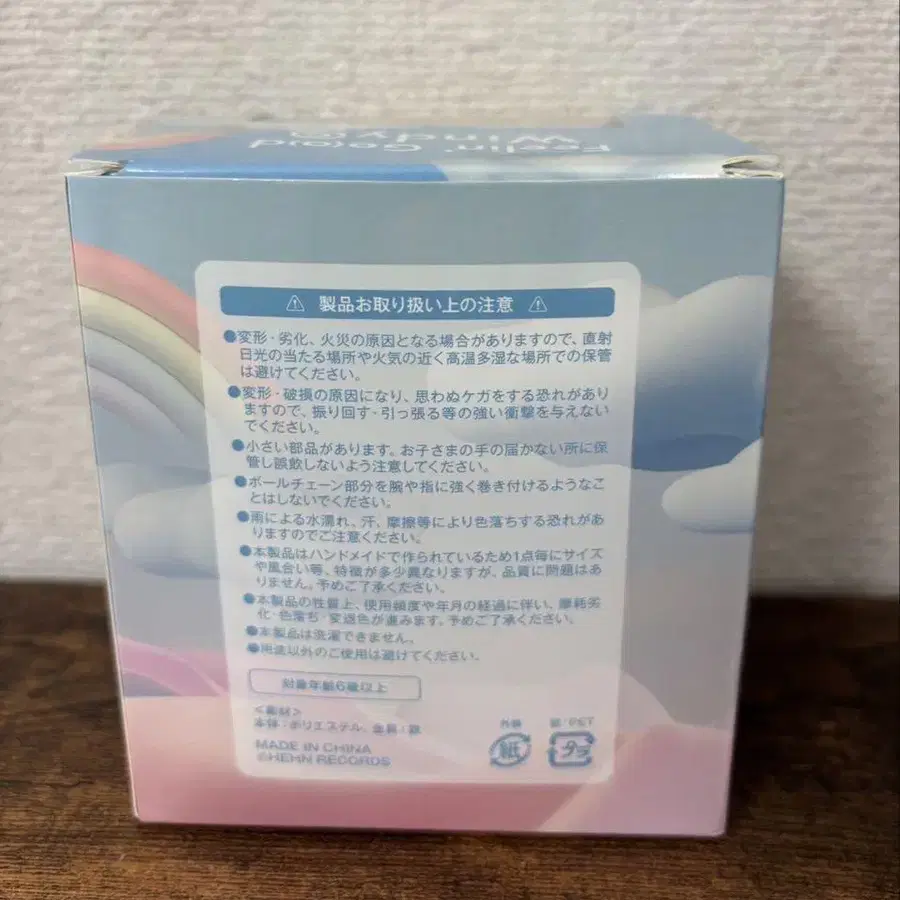 Feelin' Go(o)d
Windy
⚠ 製品お取り扱い上の注意 ⚠
●変形・劣化、火災の原因となる場合がありますので、直射
日光の当たる場所や火気の近く高温多湿な場所での保管
は避けてください。
●変形・破損の原因になり、思わぬケガをする恐れがあり
ますので、振り回す・引っ張る等の強い衝撃を与えない
でください。
●小さい部品があります。お子さまの手の届かない所に保
管し誤飲しないよう注意してください。
●ボールチェーン部分を腕や指に強く巻き付けるようなこ
とはしないでください。
●雨による水濡れ、汗、摩擦等により色落ちする恐れがあ
りますのでご注意ください。
●本製品はハンドメイドで作られているため1点毎にサイズ
や風合い等、特徴が多少異なりますが、品質に問題はあ
りません。予めご了承ください。
●本製品の性質上、使用頻度や年月の経過に伴い、摩耗劣
化・色落ち・変退色が進みます。予めご了承ください。
●本製品は洗濯できません。
●用途以外のご使用は避けてください。
対象年齢6歳以上
<素材>
本体:ポリエステル、金具:鉄
MADE IN CHINA
©HEHN RECORDS
外箱
紙
窓:PET
プラ